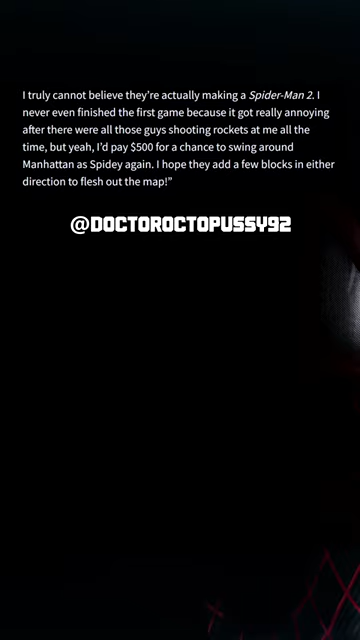 I truly cannot believe they’re actually making a Spider-Man 2. I
never even finished the first game because it got really annoying
after there were all those guys shooting rockets at me all the
time, but yeah, I’d pay $500 for a chance to swing around
Manhattan as Spidey again. I hope they add a few blocks in either
direction to flesh out the map!”
@DOCTOROCTOPUSSY92